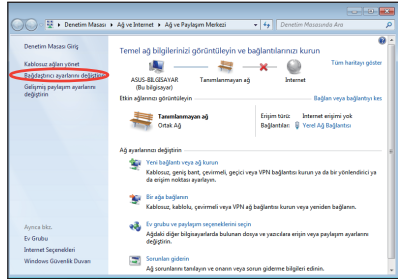 Denetim Masası ▸ Ağ ve Internet ▸ Ağ ve Paylaşım Merkezi
Denetim Masasında Ara
Denetim Masası Giriş
Kablosuz ağları yönet
Bağdaştırıcı ayarlarını değiştirin
Gelişmiş paylaşım ayarlarını
değiştirin
Temel ağ bilgilerinizi görüntüleyin ve bağlantılarınızı kurun
Tüm haritayı göster
ASUS-BILGISAYAR
(Bu bilgisayar)
Tanımlanmayan ağ
Internet
Etkin ağlarınızı görüntüleyin
Bağlan veya bağlantıyı kes
Tanımlanmayan ağ
Ortak Ağ
Erişim türü: Internet erişimi yok
Bağlantılar: Yerel Ağ Bağlantısı
Ağ ayarlarınızı değiştirin
Yeni bağlantı veya ağ kurun
Kablosuz, geniş bant, çevirmeli, geçici veya VPN bağlantısı kurun ya da bir yönlendirici ya
da erişim noktası ayarlayın.
Bir ağa bağlanın
Kablosuz, kablolu, çevirmeli veya VPN ağ bağlantısı kurun veya yeniden bağlanın.
Ev grubu ve paylaşım seçeneklerini seçin
Ağdaki diğer bilgisayarlarda bulunan dosya ve yazıcılara erişin veya paylaşım ayarlarını
değiştirin.
Sorunları giderin
Ağ sorunlarını tanılayın ve onarın veya sorun giderme bilgileri edinin.
Ayrıca bkz.
Ev Grubu
Internet Seçenekleri
Windows Güvenlik Duvarı